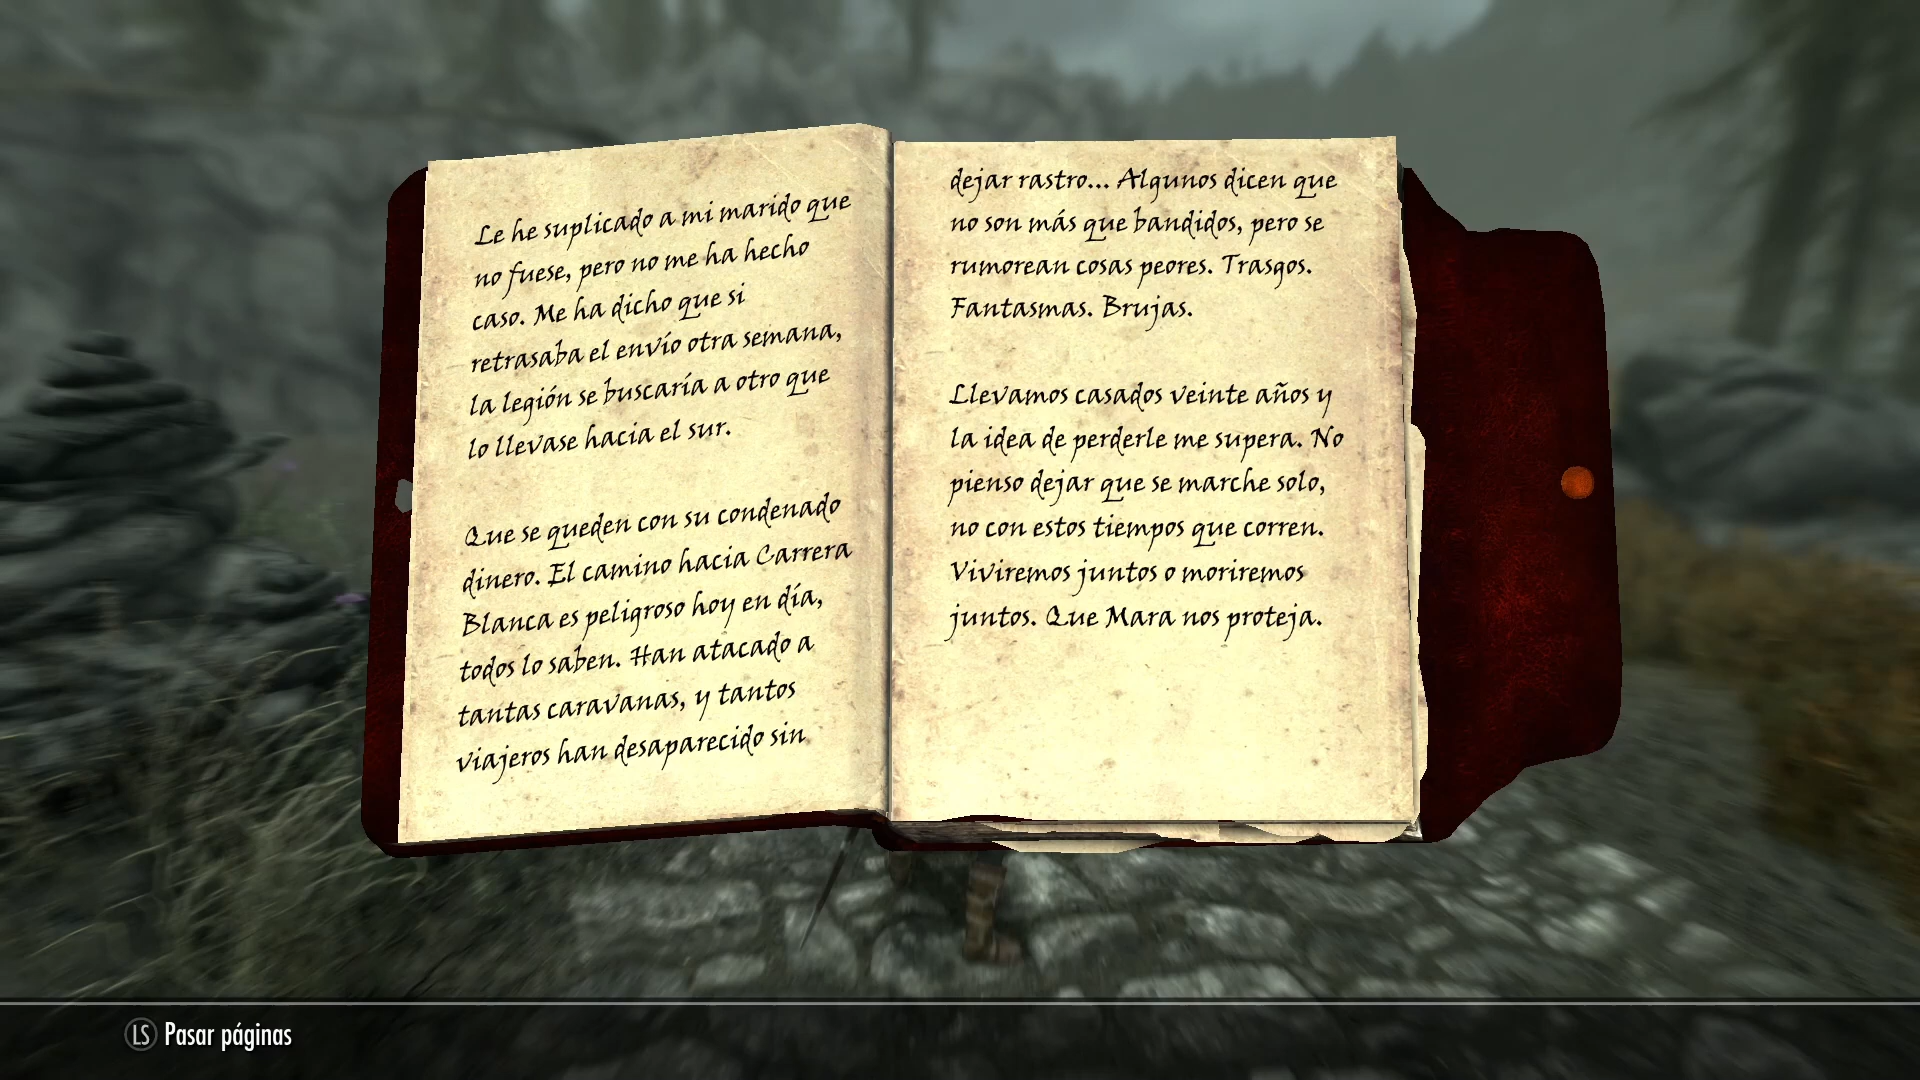 Le he suplicado a mi marido que
no fuese, pero no me ha hecho
caso. Me ha dicho que si
retrasaba el envío otra semana,
la legión se buscaría a otro que
lo llevase hacia el sur.
Que se queden con su condenado
dinero. El camino hacia Carrera
Blanca es peligroso hoy en día,
todos lo saben. Han atacado a
tantas caravanas, y tantos
viajeros han desaparecido sin
dejar rastro... Algunos dicen que
no son más que bandidos, pero se
rumorean cosas peores. Trasgos.
Fantasmas. Brujas.
Llevamos casados veinte años y
la idea de perderle me supera. No
pienso dejar que se marche solo,
no con estos tiempos que corren.
Viviremos juntos o moriremos
juntos. Que Mara nos proteja.
LS Pasar páginas